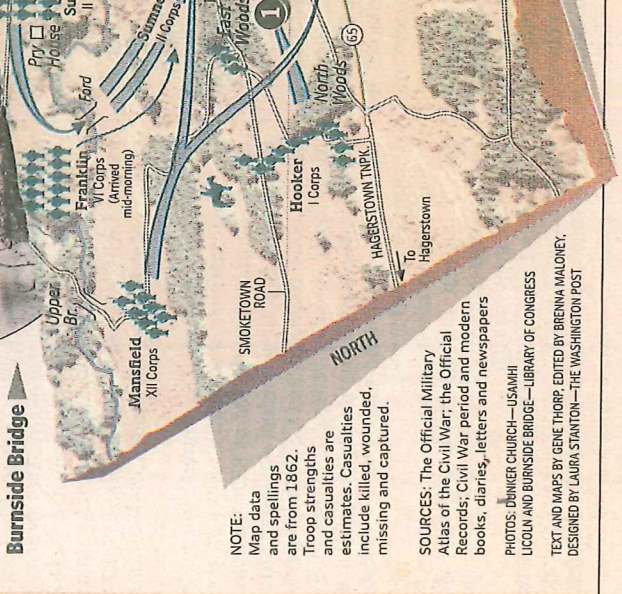 Burnside Bridge
Pry
House
Su
II
Sumne
II Corps
East
Woods
1
65
North
Woods
Ford
Franklin
VI Corps
(Arrived
mid-morning)
Hooker
I Corps
HAGERSTOWN TNPK.
To
Hagerstown
Upper
Br.
Mansfield
XII Corps
SMOKETOWN
ROAD
NORTH
NOTE:
Map data
and spellings
are from 1862.
Troop strengths
and casualties are
estimates. Casualties
include killed, wounded,
missing and captured.
SOURCES: The Official Military
Atlas of the Civil War; the Official
Records; Civil War period and modern
books, diaries, letters and newspapers
PHOTOS: DUNKER CHURCH—USAMHI
LICOLN AND BURNSIDE BRIDGE—LIBRARY OF CONGRESS
TEXT AND MAPS BY GENE THORP, EDITED BY BRENNA MALONEY,
DESIGNED BY LAURA STANTON—THE WASHINGTON POST